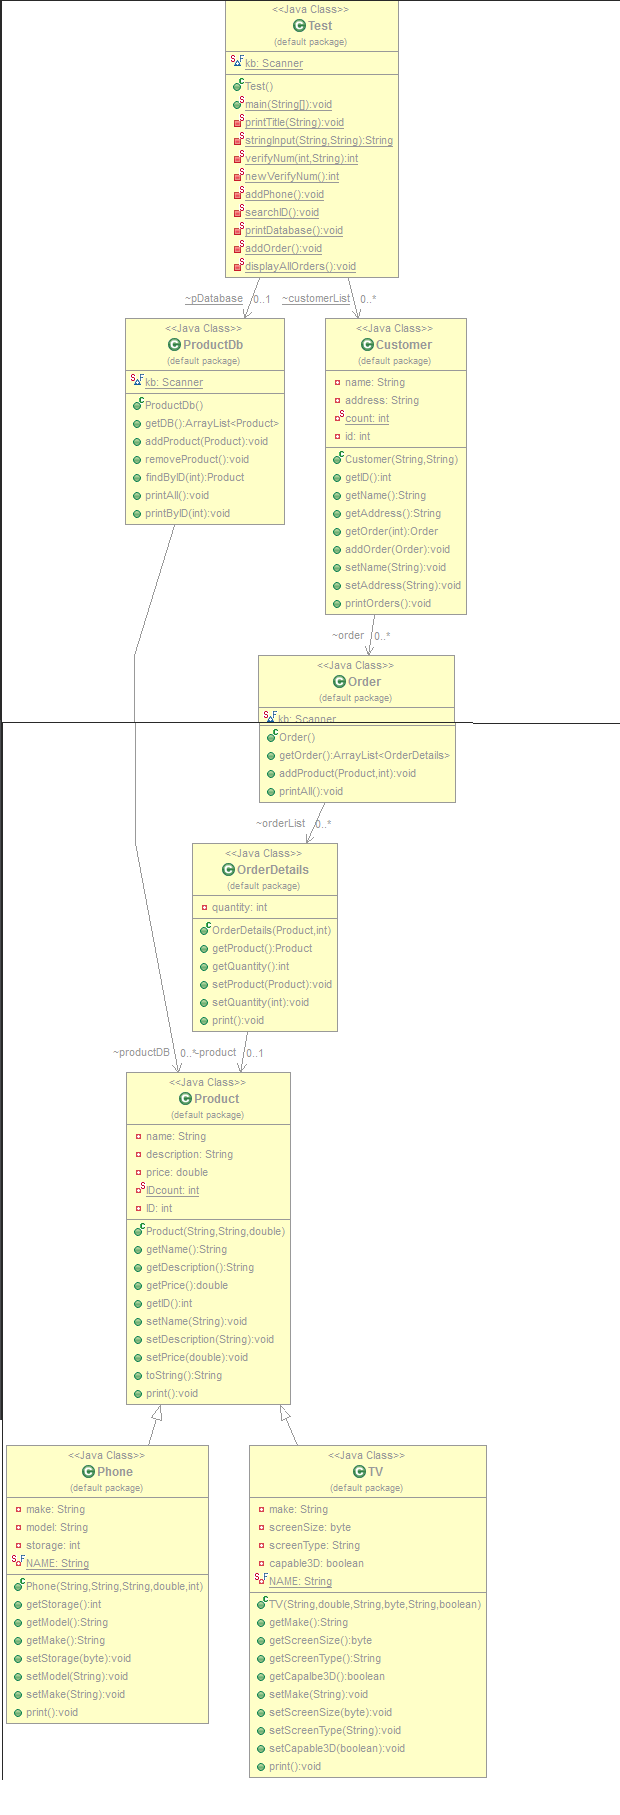 <<Java Class>>
Test
(default package)
kb: Scanner
Test()
main(String[]):void
printTitle(String):void
stringInput(String,String):String
verifyNum(int,String):int
newVerifyNum():int
addPhone():void
searchID():void
printDatabase():void
addOrder():void
displayAllOrders():void
~pDatabase 0..1
~customerList 0..*
<<Java Class>>
ProductDb
(default package)
kb: Scanner
ProductDb()
getDB():ArrayList<Product>
addProduct(Product):void
removeProduct():void
findByID(int):Product
printAll():void
printByID(int):void
<<Java Class>>
Customer
(default package)
name: String
address: String
count: int
id: int
Customer(String,String)
getID():int
getName():String
getAddress():String
getOrder(int):Order
addOrder(Order):void
setName(String):void
setAddress(String):void
printOrders():void
~order 0..*
<<Java Class>>
Order
(default package)
kb: Scanner
Order()
getOrder():ArrayList<OrderDetails>
addProduct(Product,int):void
printAll():void
~orderList 0..*
<<Java Class>>
OrderDetails
(default package)
quantity: int
OrderDetails(Product,int)
getProduct():Product
getQuantity():int
setProduct(Product):void
setQuantity(int):void
print():void
~productDB 0..*
-product 0..1
<<Java Class>>
Product
(default package)
name: String
description: String
price: double
IDcount: int
ID: int
Product(String,String,double)
getName():String
getDescription():String
getPrice():double
getID():int
setName(String):void
setDescription(String):void
setPrice(double):void
toString():String
print():void
<<Java Class>>
Phone
(default package)
make: String
model: String
storage: int
NAME: String
Phone(String,String,String,double,int)
getStorage():int
getModel():String
getMake():String
setStorage(byte):void
setModel(String):void
setMake(String):void
print():void
<<Java Class>>
TV
(default package)
make: String
screenSize: byte
screenType: String
capable3D: boolean
NAME: String
TV(String,double,String,byte,String,boolean)
getMake():String
getScreenSize():byte
getScreenType():String
getCapalbe3D():boolean
setMake(String):void
setScreenSize(byte):void
setScreenType(String):void
setCapable3D(boolean):void
print():void